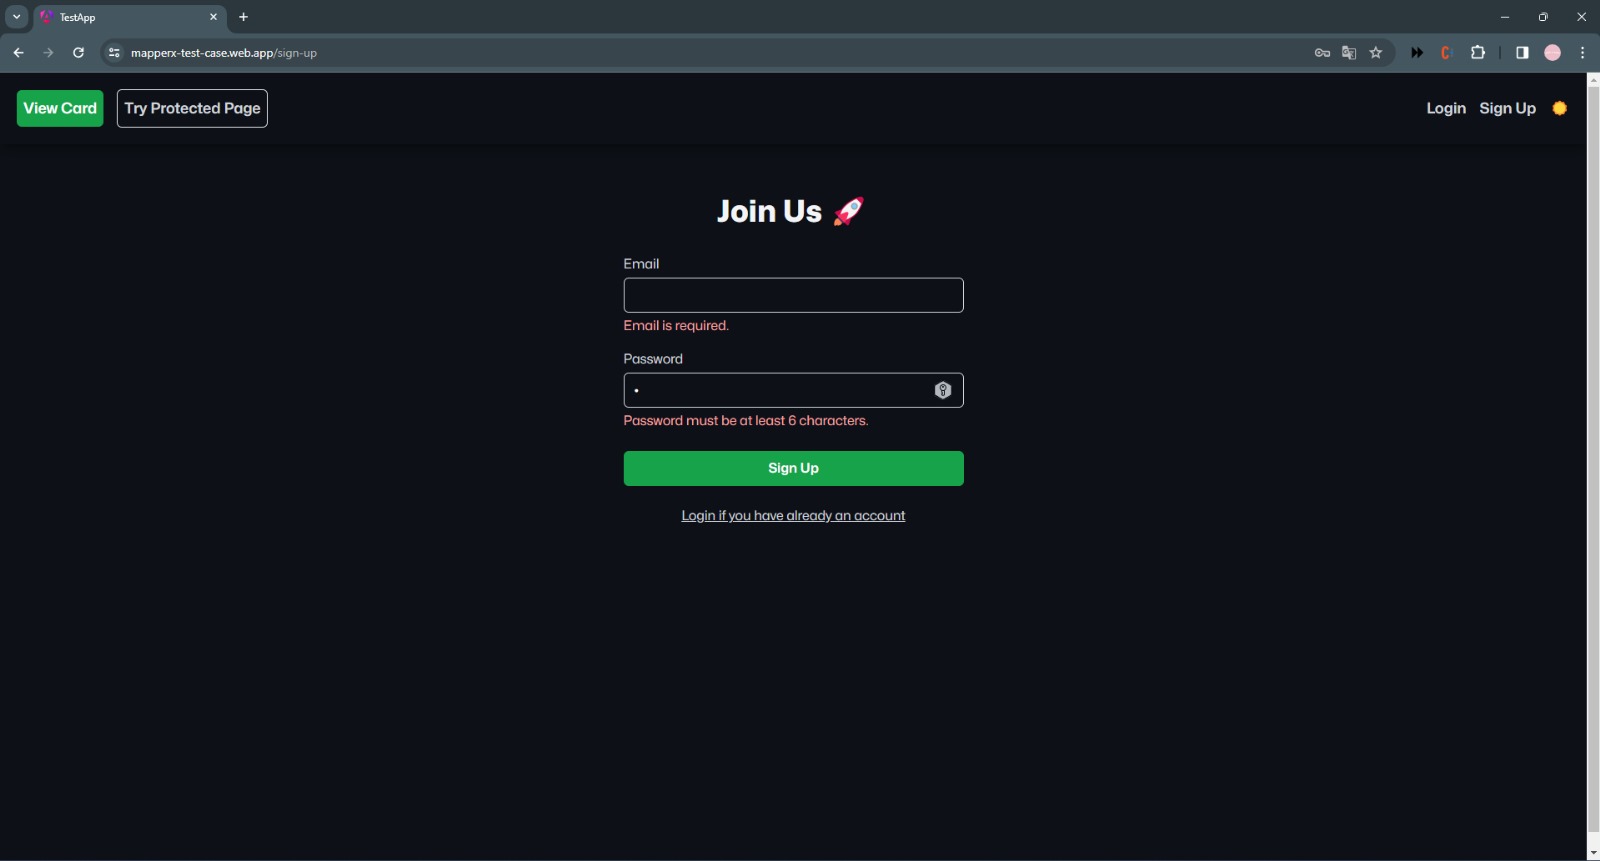 TestApp
mapperx-test-case.web.app/sign-up
View Card
Try Protected Page
Login
Sign Up
Join Us 🚀
Email
Email is required.
Password
•
Password must be at least 6 characters.
Sign Up
Login if you have already an account